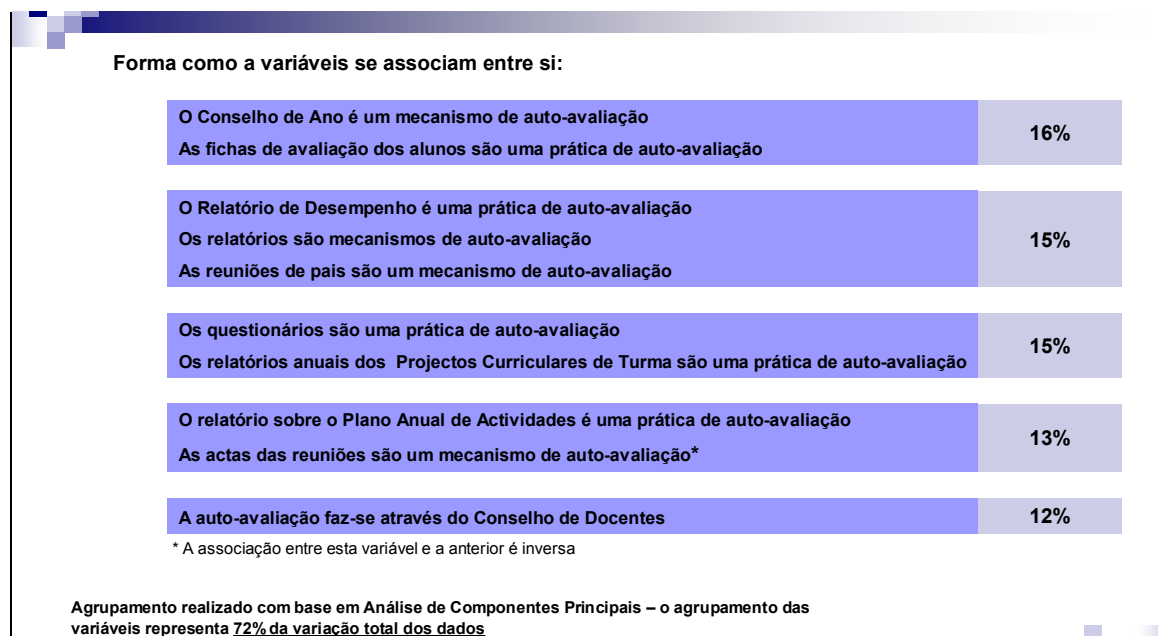 Forma como a variáveis se associam entre si:
O Conselho de Ano é um mecanismo de auto-avaliação
As fichas de avaliação dos alunos são uma prática de auto-avaliação
16%
O Relatório de Desempenho é uma prática de auto-avaliação
Os relatórios são mecanismos de auto-avaliação
As reuniões de pais são um mecanismo de auto-avaliação
15%
Os questionários são uma prática de auto-avaliação
Os relatórios anuais dos Projectos Curriculares de Turma são uma prática de auto-avaliação
15%
O relatório sobre o Plano Anual de Actividades é uma prática de auto-avaliação
As actas das reuniões são um mecanismo de auto-avaliação*
13%
A auto-avaliação faz-se através do Conselho de Docentes
12%
* A associação entre esta variável e a anterior é inversa
Agrupamento realizado com base em Análise de Componentes Principais – o agrupamento das
variáveis representa 72% da variação total dos dados